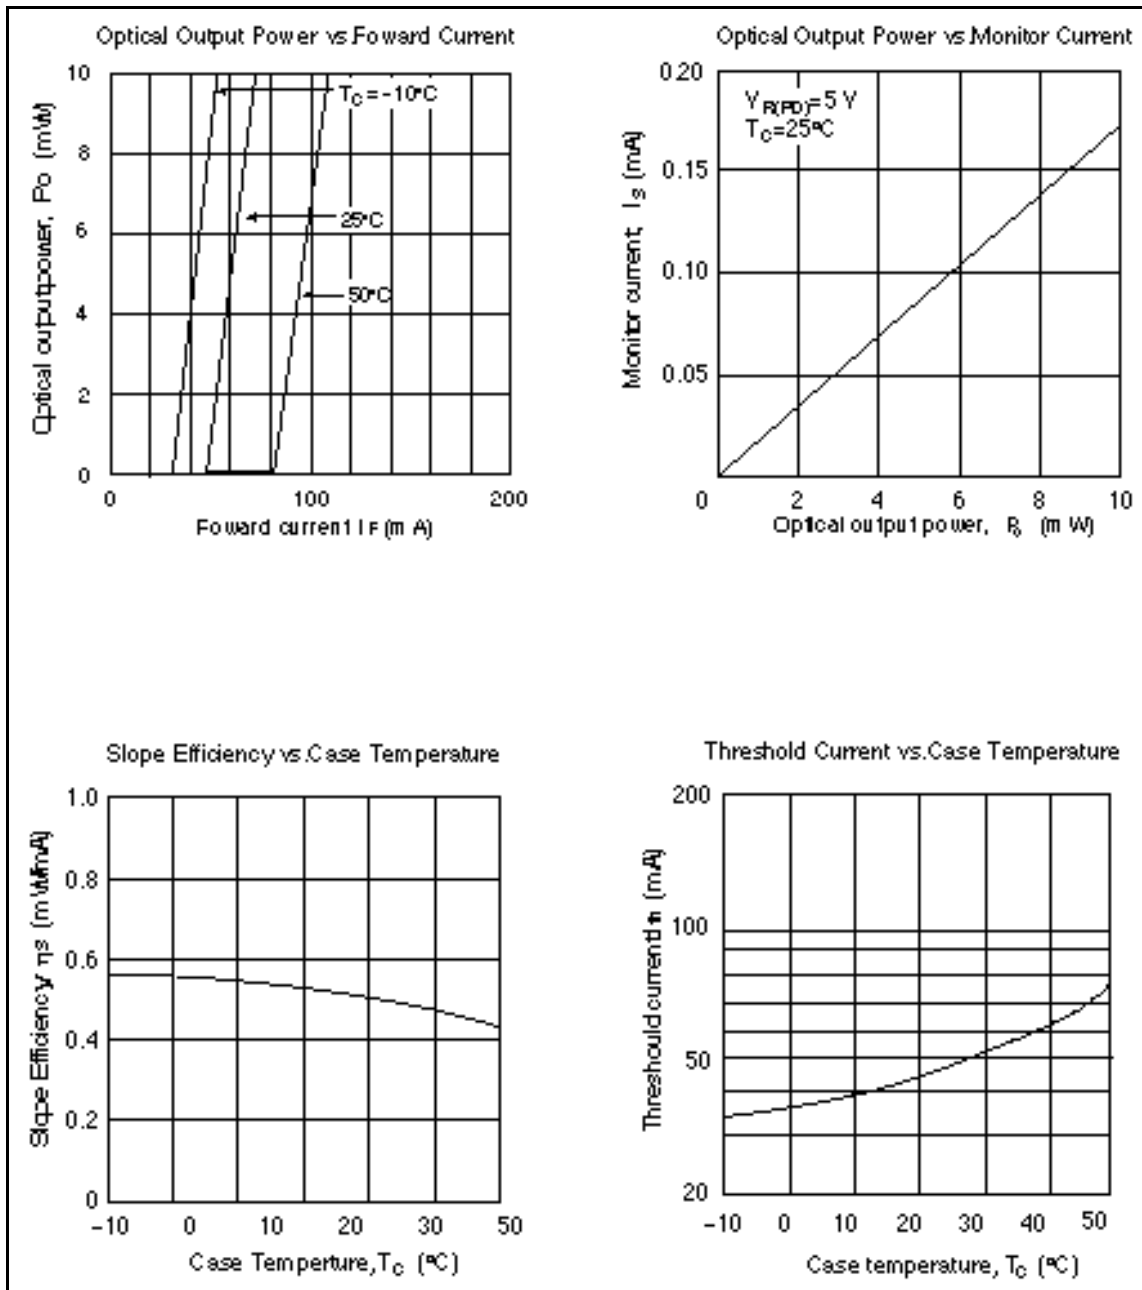 Optical Output Power vs.Foward Current
10
8
6
4
2
0
Optical outputpower, Po (mW)
TC = –10°C
25°C
50°C
0 100 200
Foward current IF (mA)
Optical Output Power vs.Monitor Current
0.20
0.15
0.10
0.05
Monitor current, IS (mA)
VR(PD)=5 V
TC=25°C
0 2 4 6 8 10
Optical output power, PO (mW)
Slope Efficiency vs.Case Temperature
1.0
0.8
0.6
0.4
0.2
0
Slope Efficiency ηS (mW/mA)
–10 0 10 20 30 50
Case Temperture, TC (°C)
Threshold Current vs.Case Temperature
200
100
50
20
Threshould current Ith (mA)
–10 0 10 20 30 40 50
Case temperature, TC (°C)